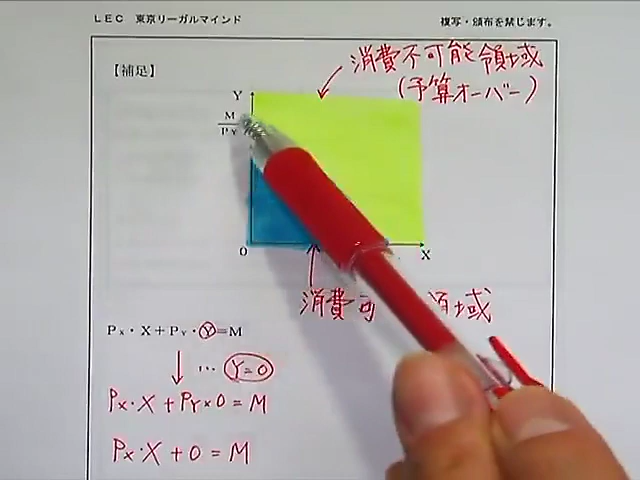 LEC 東京リーガルマインド
複写・頒布を禁じます。
【補足】
消費不可能領域
(予算オーバー)
Y
M
PY
0
X
消費可 領域
Px・X+PY・Y=M
… Y=0
Px・X+PY×0=M
Px・X+0=M